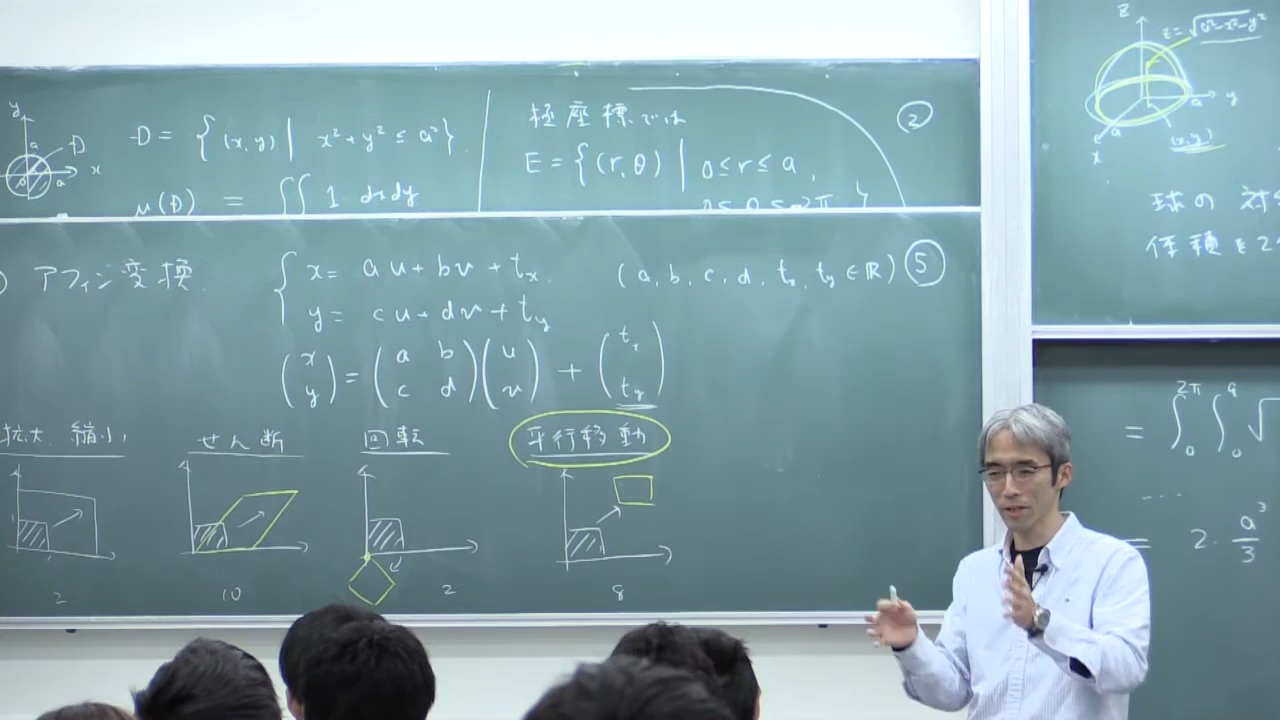 y
a
D
x
a
D = { (x, y) | x² + y² ≤ a² }
μ(D) = ∬ 1 dxdy
極座標では
E = { (r, θ) | 0 ≤ r ≤ a,
0 ≤ θ ≤ 2π }
②
) アフィン変換.
{ x = au + bv + tx.
y = cu + dv + ty
(a, b, c, d, tx, ty ∈ ℝ)
⑤
(x y) = (a b c d)(u v) + (tx ty)
拡大 縮小
せん断
回転
平行移動
2
10
2
8
z
z = √a²-x²-y²
a
y
x
a
(x, y)
球の対
体積を2
= ∫₀^2π ∫₀^a √
...
= 2 · a³/3